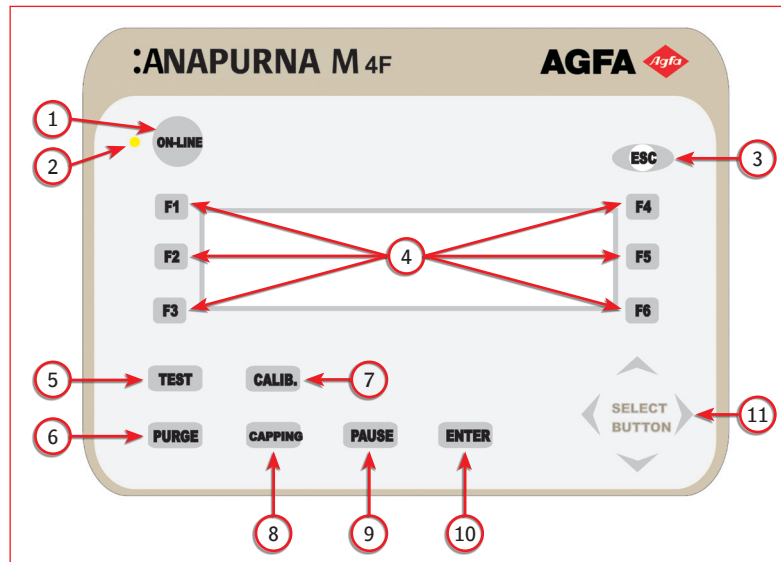 :ANAPURNA M 4F AGFA Agfa
1 ON-LINE
2
ESC 3
F1 F4
F2 4 F5
F3 F6
5 TEST CALIB. 7
SELECT 11
BUTTON
6 PURGE CAPPING PAUSE ENTER
8 9 10